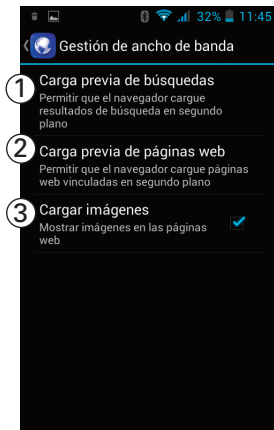 32% 11:45
Gestión de ancho de banda
1 Carga previa de búsquedas
Permitir que el navegador cargue
resultados de búsqueda en segundo
plano
2 Carga previa de páginas web
Permitir que el navegador cargue páginas
web vinculadas en segundo plano
3 Cargar imágenes
Mostrar imágenes en las páginas
web